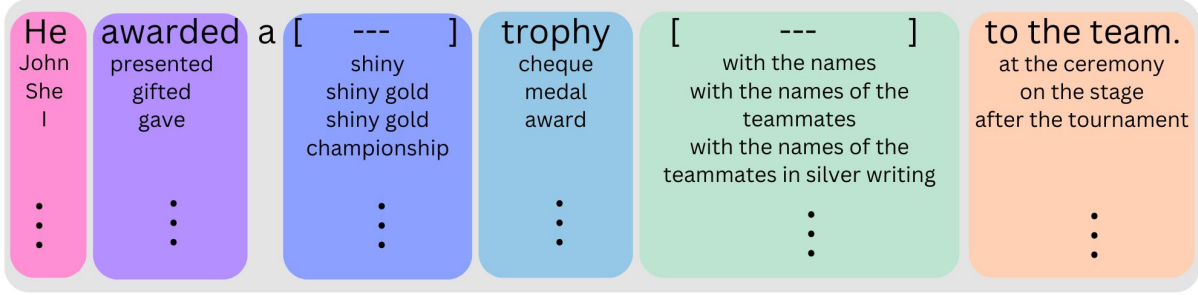 He awarded a [ --- ] trophy [ --- ] to the team.
John presented shiny cheque with the names at the ceremony
She gifted shiny gold medal with the names of the on the stage
I gave shiny gold award teammates after the tournament
championship with the names of the
teammates in silver writing